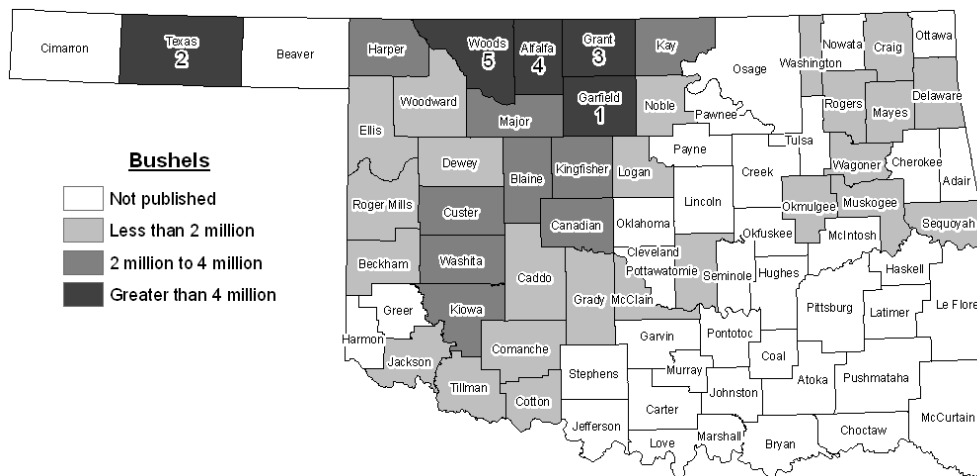 Cimarron
Texas
2
Beaver
Harper
Woods
5
Alfalfa
4
Grant
3
Kay
Osage
Washington
Nowata
Craig
Ottawa
Woodward
Ellis
Major
Garfield
1
Noble
Pawnee
Rogers
Mayes
Delaware
Tulsa
Payne
Dewey
Blaine
Kingfisher
Logan
Creek
Wagoner
Cherokee
Adair
Bushels
Not published
Less than 2 million
2 million to 4 million
Greater than 4 million
Roger Mills
Custer
Canadian
Oklahoma
Lincoln
Okfuskee
Okmulgee
Muskogee
Sequoyah
McIntosh
Beckham
Washita
Caddo
Cleveland
Pottawatomie
Seminole
Hughes
Haskell
Greer
Kiowa
Grady
McClain
Pittsburg
Latimer
Le Flore
Harmon
Jackson
Comanche
Garvin
Pontotoc
Coal
Tillman
Cotton
Stephens
Murray
Johnston
Atoka
Pushmataha
Jefferson
Carter
Love
Marshall
Bryan
Choctaw
McCurtain